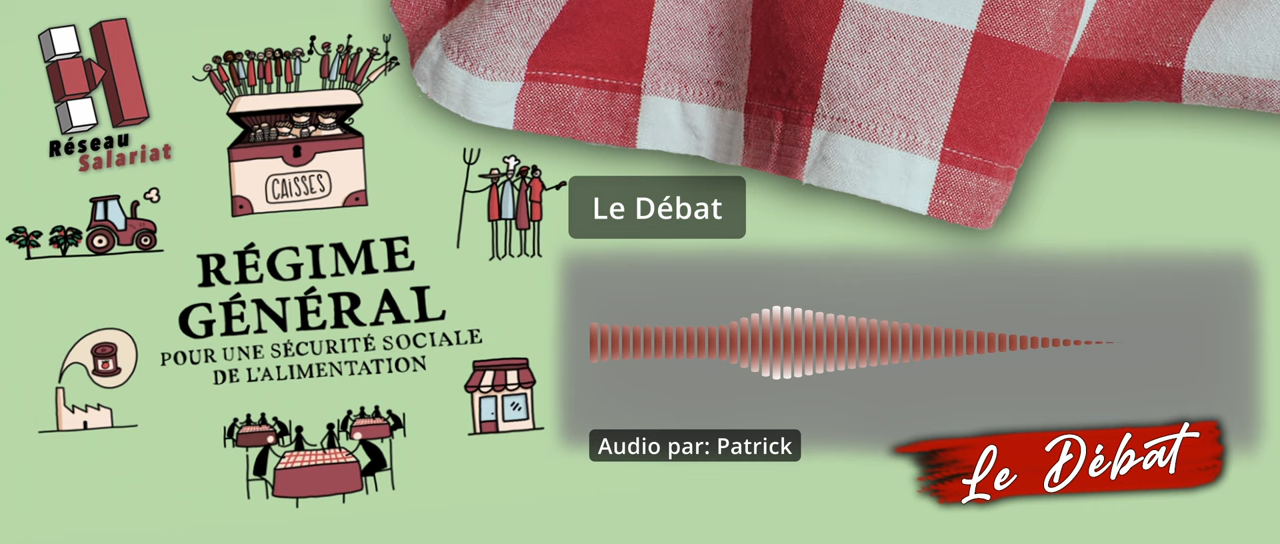 Réseau
Salariat
CAISSES
RÉGIME
GÉNÉRAL
POUR UNE SÉCURITÉ SOCIALE
DE L'ALIMENTATION
Le Débat
Audio par: Patrick
Le Débat